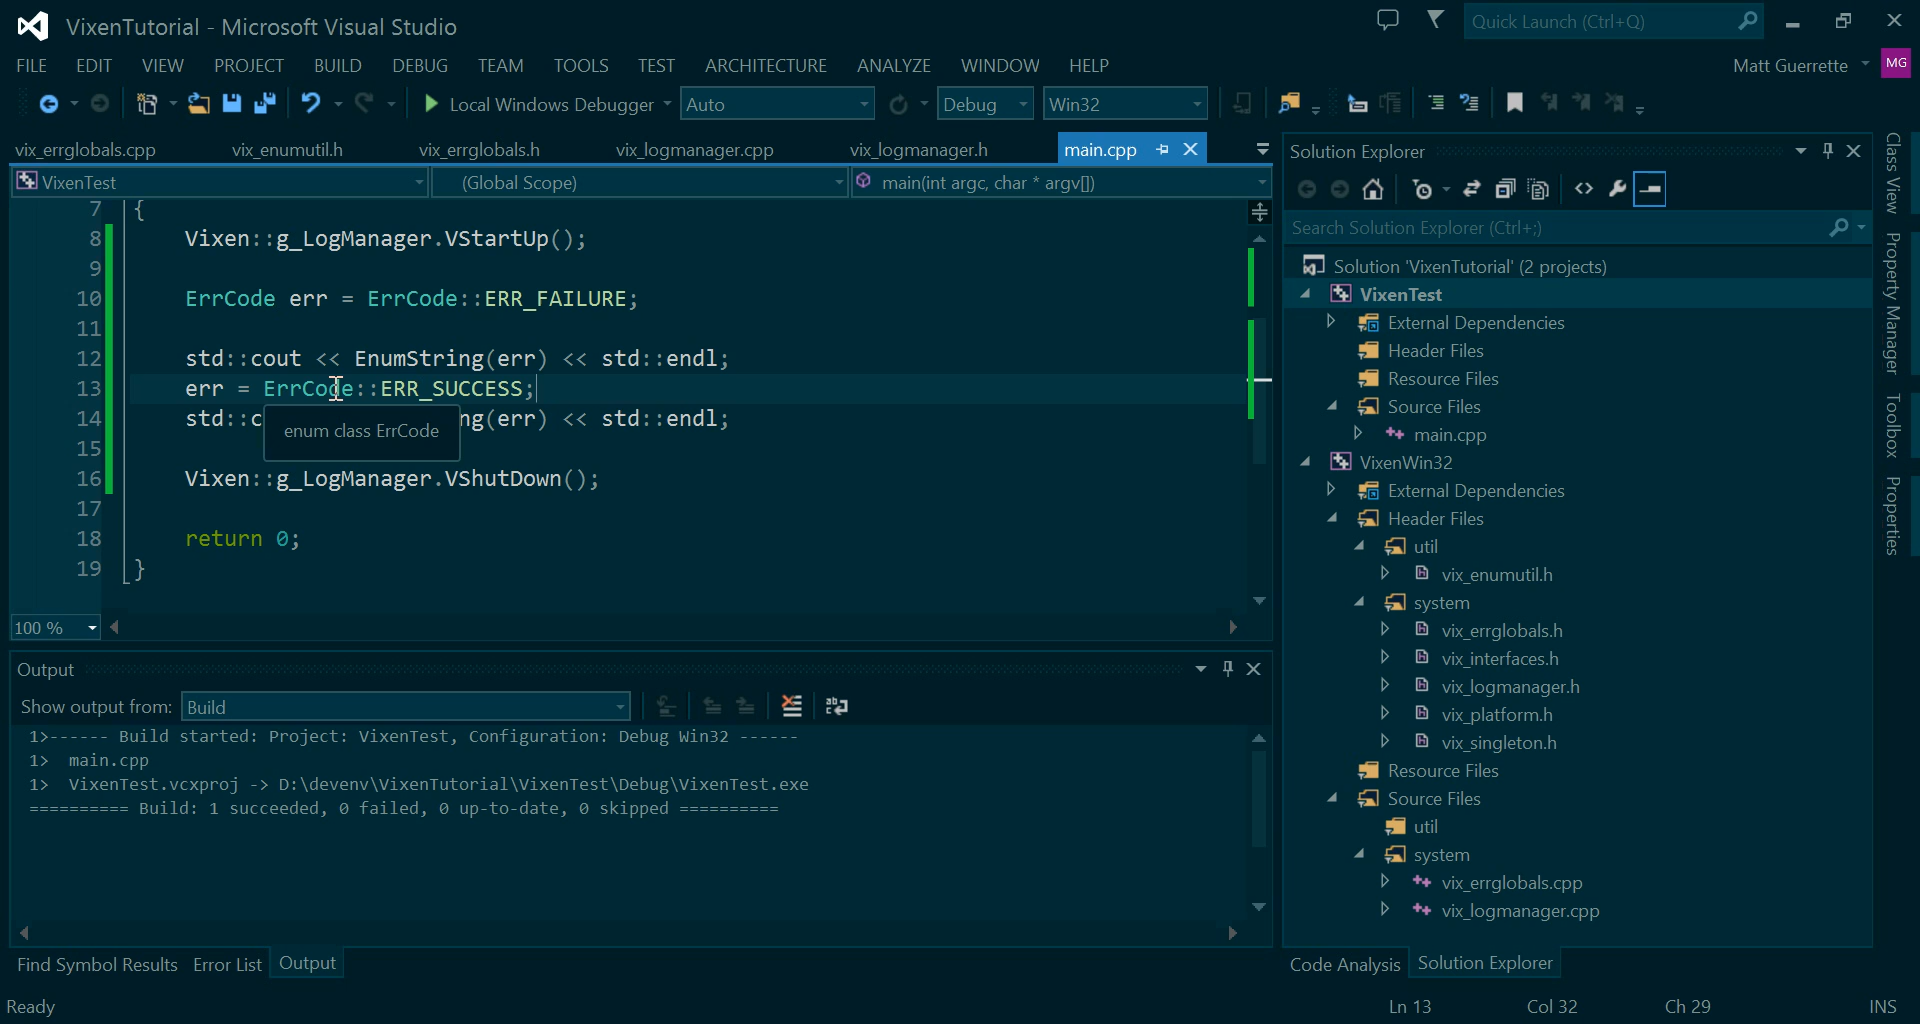 VixenTutorial - Microsoft Visual Studio
Quick Launch (Ctrl+Q)
FILE EDIT VIEW PROJECT BUILD DEBUG TEAM TOOLS TEST ARCHITECTURE ANALYZE WINDOW HELP
Matt Guerrette MG
Local Windows Debugger Auto Debug Win32
vix_errglobals.cpp vix_enumutil.h vix_errglobals.h vix_logmanager.cpp vix_logmanager.h main.cpp
VixenTest (Global Scope) main(int argc, char * argv[])
7 {
8 Vixen::g_LogManager.VStartUp();
9
10 ErrCode err = ErrCode::ERR_FAILURE;
11
12 std::cout << EnumString(err) << std::endl;
13 err = ErrCode::ERR_SUCCESS;
14 std::c ng(err) << std::endl;
enum class ErrCode
15
16 Vixen::g_LogManager.VShutDown();
17
18 return 0;
19 }
100 %
Output
Show output from: Build
1>------ Build started: Project: VixenTest, Configuration: Debug Win32 ------
1> main.cpp
1> VixenTest.vcxproj -> D:\devenv\VixenTutorial\VixenTest\Debug\VixenTest.exe
========== Build: 1 succeeded, 0 failed, 0 up-to-date, 0 skipped ==========
Find Symbol Results Error List Output
Solution Explorer
Search Solution Explorer (Ctrl+;)
Solution 'VixenTutorial' (2 projects)
VixenTest
External Dependencies
Header Files
Resource Files
Source Files
main.cpp
VixenWin32
External Dependencies
Header Files
util
vix_enumutil.h
system
vix_errglobals.h
vix_interfaces.h
vix_logmanager.h
vix_platform.h
vix_singleton.h
Resource Files
Source Files
util
system
vix_errglobals.cpp
vix_logmanager.cpp
Code Analysis Solution Explorer
Class View
Property Manager
Toolbox
Properties
Ready Ln 13 Col 32 Ch 29 INS